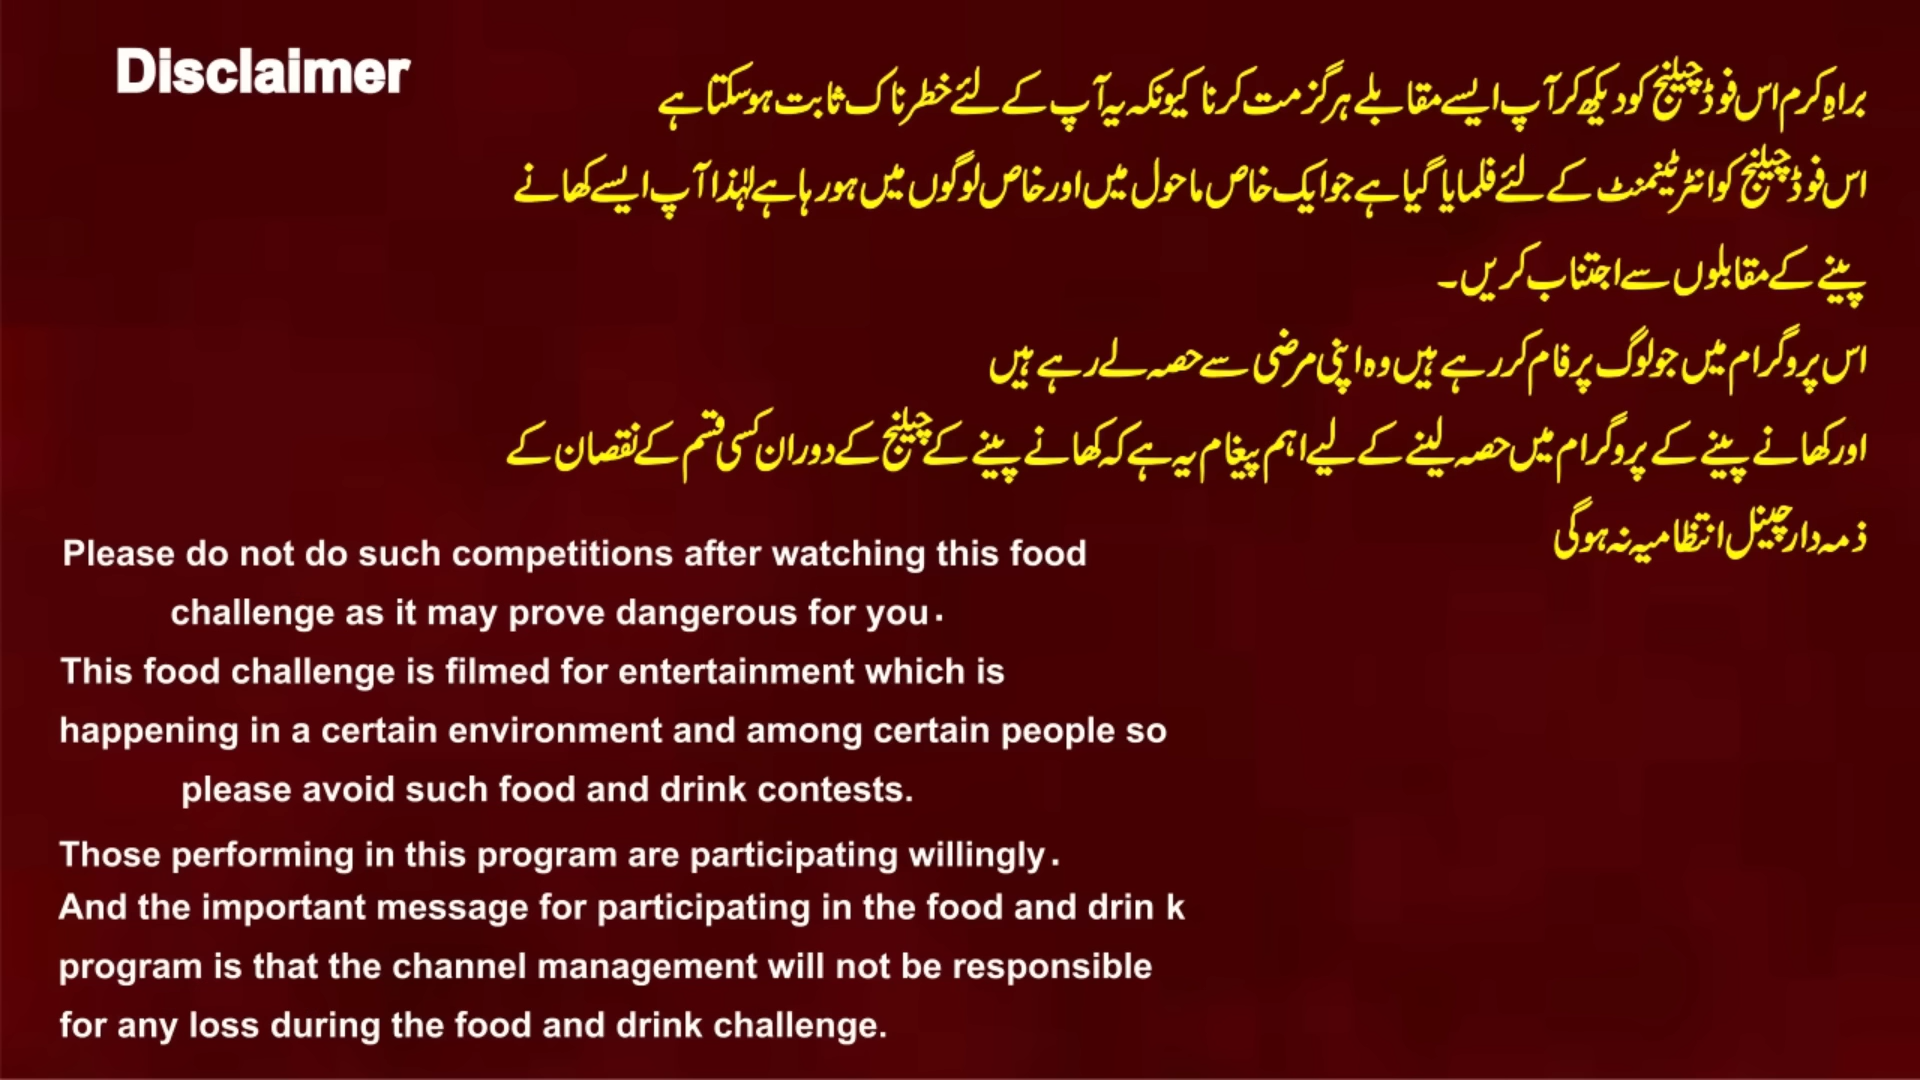 Disclaimer
براہِ کرم اس فوڈ چیلنج کو دیکھ کر آپ ایسے مقابلے ہرگز مت کرنا کیونکہ یہ آپ کے لئے خطرناک ثابت ہوسکتا ہے
اس فوڈ چیلنج کو انٹرٹینمنٹ کے لئے فلمایا گیا ہے جو ایک خاص ماحول میں اور خاص لوگوں میں ہو رہا ہے لہٰذا آپ ایسے کھانے
پینے کے مقابلوں سے اجتناب کریں۔
اس پروگرام میں جو لوگ پرفام کر رہے ہیں وہ اپنی مرضی سے حصہ لے رہے ہیں
اور کھانے پینے کے پروگرام میں حصہ لینے کے لیے اہم پیغام یہ ہے کہ کھانے پینے کے چیلنج کے دوران کسی قسم کے نقصان کے
ذمہ دار چینل انتظامیہ نہ ہوگی
Please do not do such competitions after watching this food
challenge as it may prove dangerous for you.
This food challenge is filmed for entertainment which is
happening in a certain environment and among certain people so
please avoid such food and drink contests.
Those performing in this program are participating willingly.
And the important message for participating in the food and drin k
program is that the channel management will not be responsible
for any loss during the food and drink challenge.